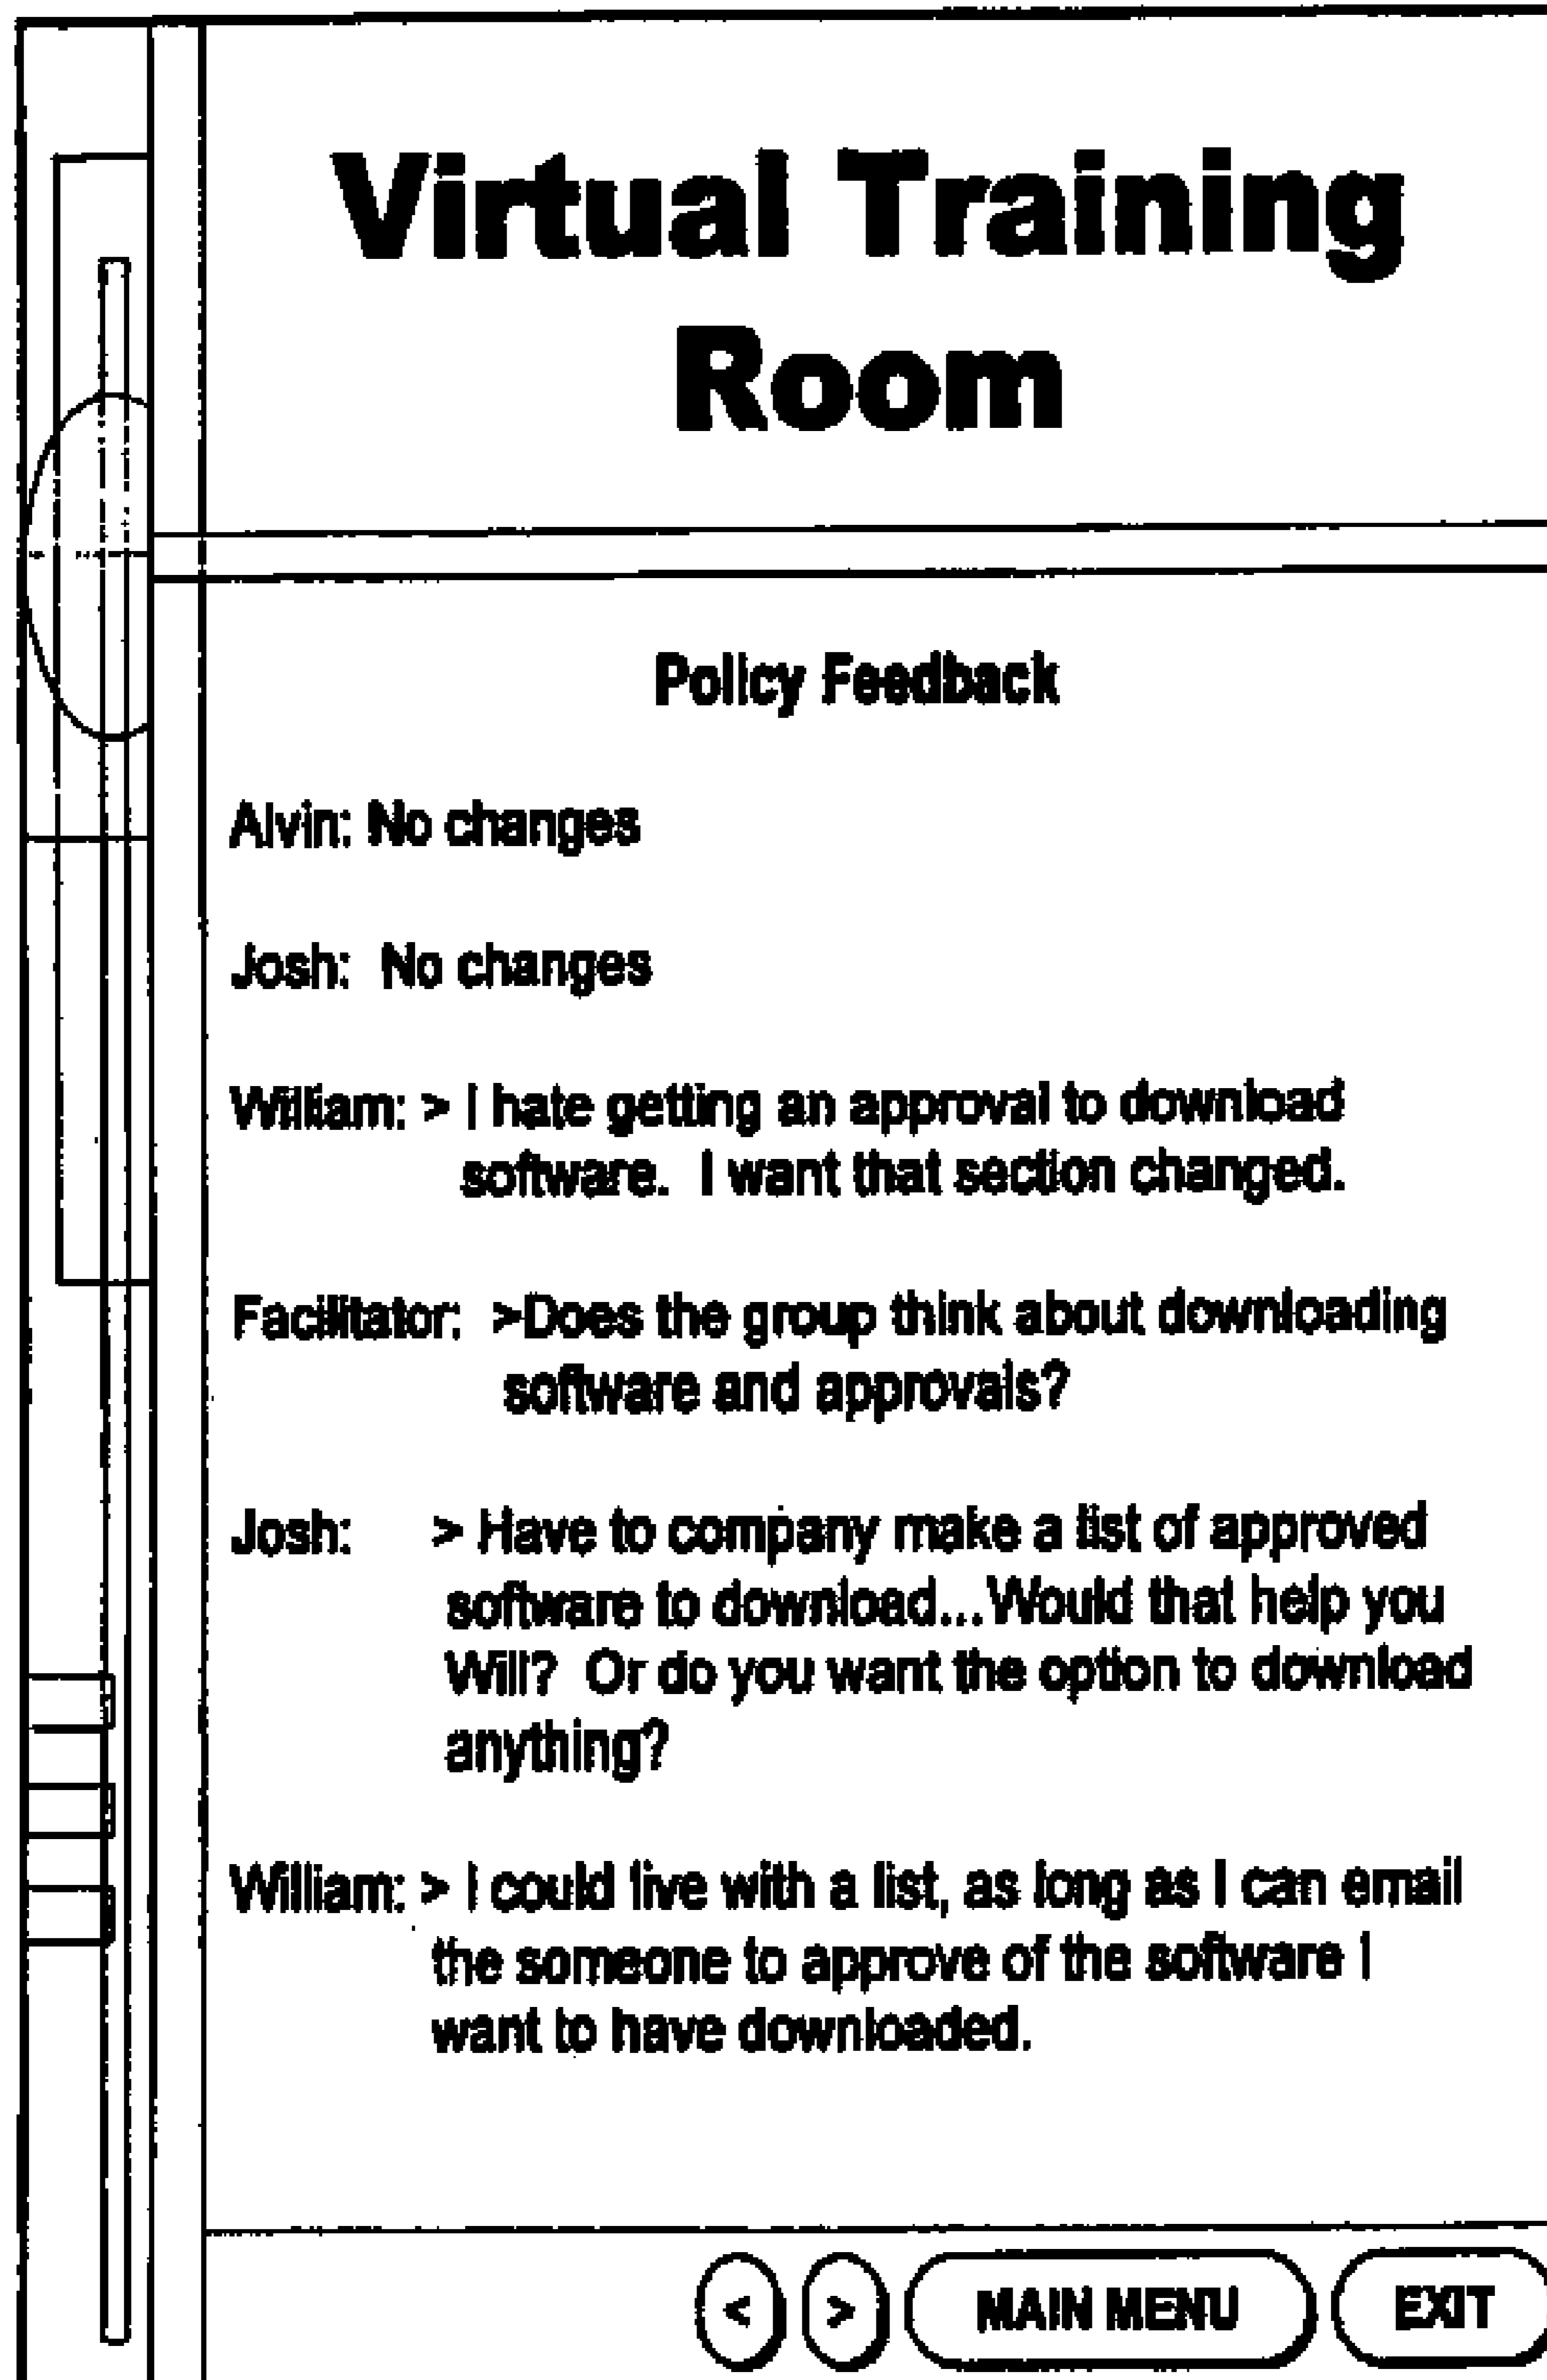 Virtual Training
Room
Policy Feedback
Alvin: No changes
Josh: No changes
William: > I hate getting an approval to download
software. I want that section changed.
Facilitator: >Does the group think about downloading
software and approvals?
Josh: > Have to company make a list of approved
software to download...Would that help you
Will? Or do you want the option to download
anything?
William: > I could live with a list, as long as I can email
the someone to approve of the software I
want to have downloaded.
< > MAIN MENU EXIT